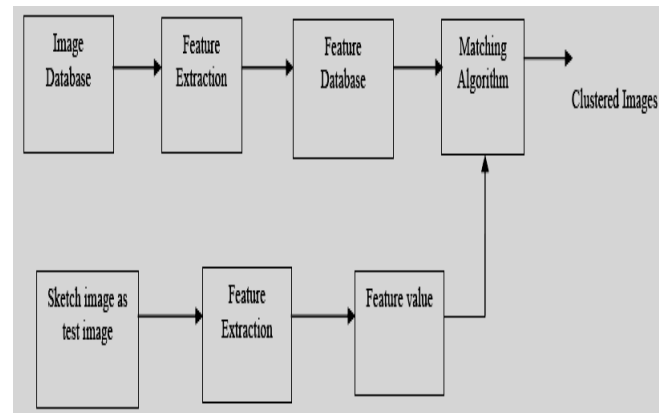 Image
Database
Feature
Extraction
Feature
Database
Matching
Algorithm
Clustered Images
Sketch image as
test image
Feature
Extraction
Feature value